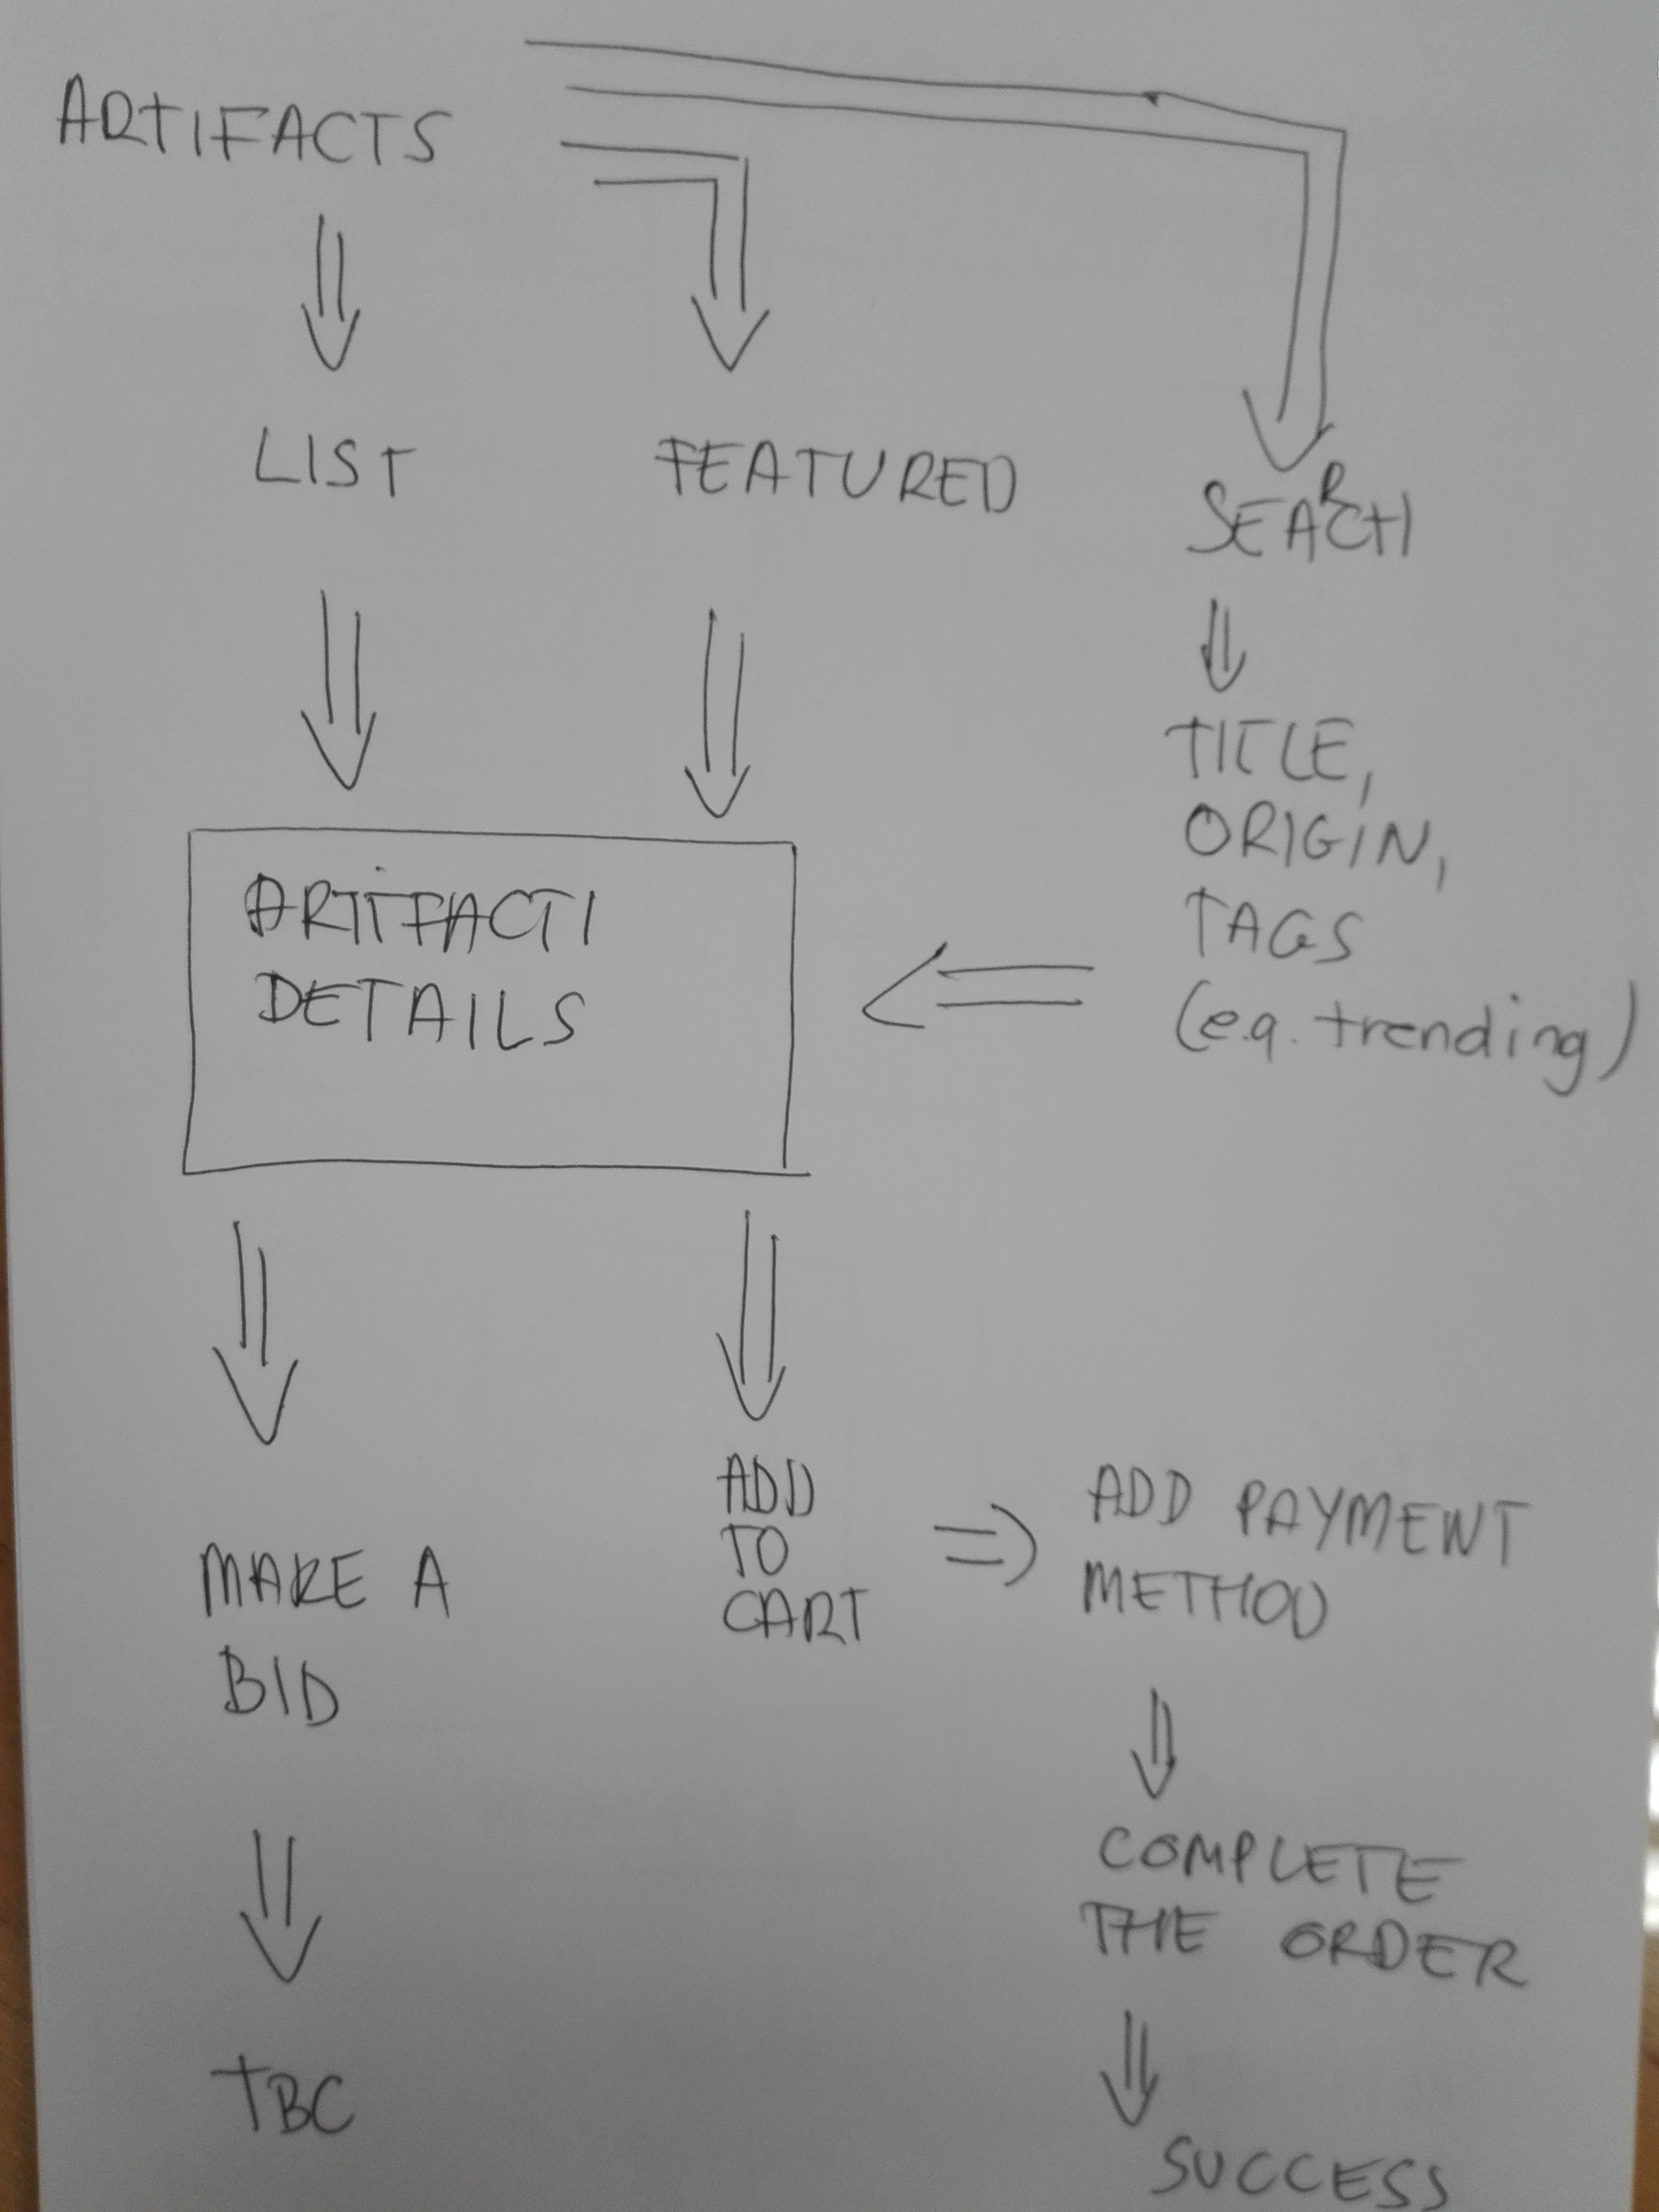 ARTIFACTS
LIST
FEATURED
SEARCH
TITLE,
ORIGIN,
TAGS
(e.g. trending)
ARTIFACTI
DETAILS
MAKE A
BID
TBC
ADD
TO
CART
ADD PAYMENT
METHOD
COMPLETE
THE ORDER
SUCCESS